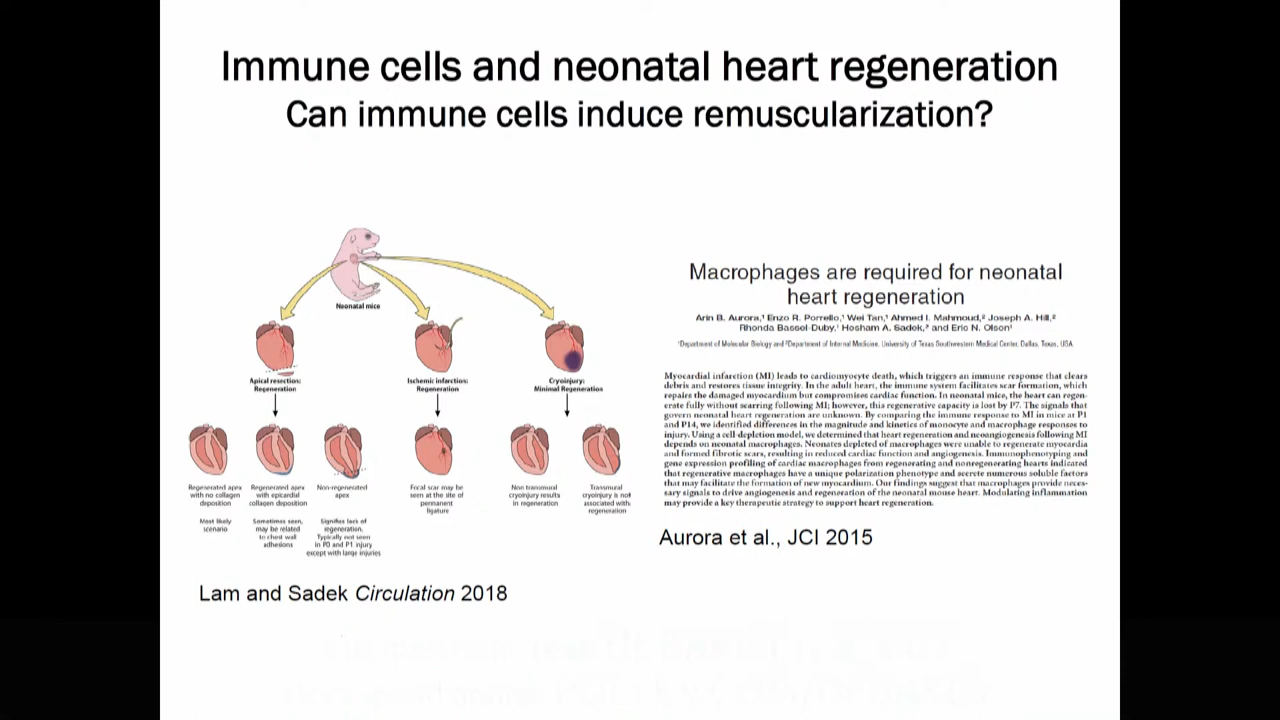 Immune cells and neonatal heart regeneration
Can immune cells induce remuscularization?
Neonatal mice
Apical resection:
Regeneration
Ischemic infarction:
Regeneration
Cryoinjury:
Minimal Regeneration
Regenerated apex
with no collagen
deposition
Most likely
scenario
Regenerated apex
with epicardial
collagen deposition
Sometimes seen,
may be related
to chest wall
adhesions
Non-regenerated
apex
Signifies lack of
regeneration.
Typically not seen
in P0 and P1 injury
except with large injuries
Focal scar may be
seen at the site of
permanent
ligature
Non transmural
cryoinjury results
in regeneration
Transmural
cryoinjury is not
associated with
regeneration
Lam and Sadek Circulation 2018
Macrophages are required for neonatal
heart regeneration
Arin B. Aurora,¹ Enzo R. Porrello,¹ Wei Tan,¹ Ahmed I. Mahmoud,² Joseph A. Hill,²
Rhonda Bassel-Duby,¹ Hesham A. Sadek,² and Eric N. Olson¹
¹Department of Molecular Biology and ²Department of Internal Medicine, University of Texas Southwestern Medical Center, Dallas, Texas, USA.
Myocardial infarction (MI) leads to cardiomyocyte death, which triggers an immune response that clears
debris and restores tissue integrity. In the adult heart, the immune system facilitates scar formation, which
repairs the damaged myocardium but compromises cardiac function. In neonatal mice, the heart can regen-
erate fully without scarring following MI; however, this regenerative capacity is lost by P7. The signals that
govern neonatal heart regeneration are unknown. By comparing the immune response to MI in mice at P1
and P14, we identified differences in the magnitude and kinetics of monocyte and macrophage responses to
injury. Using a cell-depletion model, we determined that heart regeneration and neoangiogenesis following MI
depends on neonatal macrophages. Neonates depleted of macrophages were unable to regenerate myocardia
and formed fibrotic scars, resulting in reduced cardiac function and angiogenesis. Immunophenotyping and
gene expression profiling of cardiac macrophages from regenerating and nonregenerating hearts indicated
that regenerative macrophages have a unique polarization phenotype and secrete numerous soluble factors
that may facilitate the formation of new myocardium. Our findings suggest that macrophages provide neces-
sary signals to drive angiogenesis and regeneration of the neonatal mouse heart. Modulating inflammation
may provide a key therapeutic strategy to support heart regeneration.
Aurora et al., JCI 2015